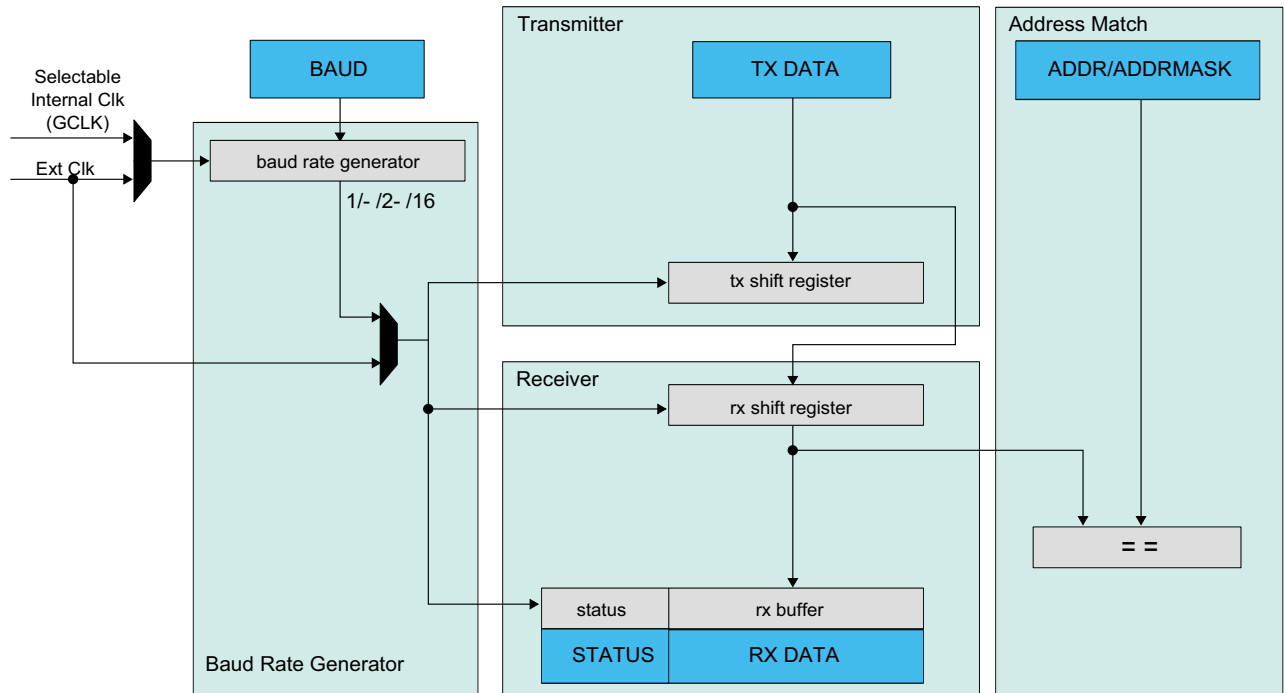 Transmitter
Address Match
BAUD
TX DATA
ADDR/ADDRMASK
Selectable
Internal Clk
(GCLK)
baud rate generator
Ext Clk
1/- /2- /16
tx shift register
Receiver
rx shift register
= =
status
rx buffer
STATUS
RX DATA
Baud Rate Generator